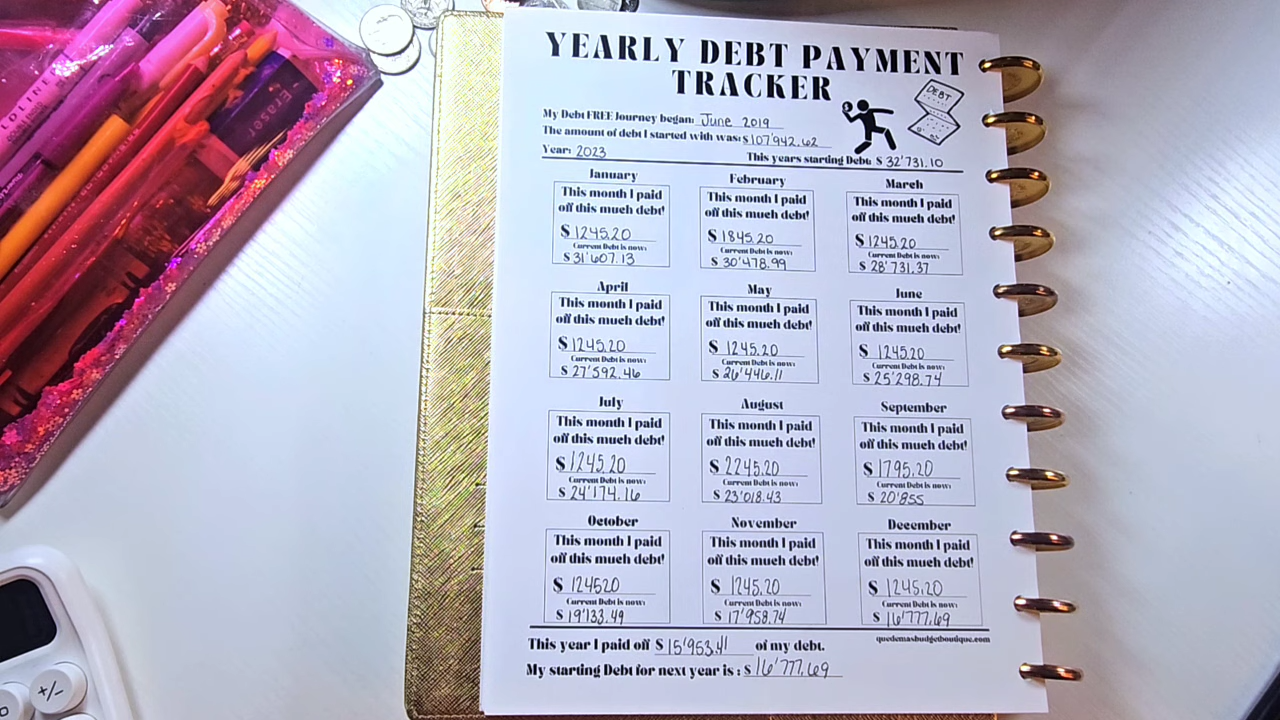 YEARLY DEBT PAYMENT
TRACKER
DEBT
My Debt FREE Journey began: June 2019
The amount of debt I started with was: $107'942.62
Year: 2023 This years starting Debt: $ 32'731.10
January February March
This month I paid off this much debt! This month I paid off this much debt! This month I paid off this much debt!
$ 1245.20 $ 1845.20 $ 1245.20
Current Debt is now: Current Debt is now: Current Debt is now:
$ 31'607.13 $ 30'478.99 $ 28'731.37
April May June
This month I paid off this much debt! This month I paid off this much debt! This month I paid off this much debt!
$ 1245.20 $ 1245.20 $ 1245.20
Current Debt is now: Current Debt is now: Current Debt is now:
$ 27'592.46 $ 26'446.11 $ 25'298.74
July August September
This month I paid off this much debt! This month I paid off this much debt! This month I paid off this much debt!
$ 1245.20 $ 2245.20 $ 1795.20
Current Debt is now: Current Debt is now: Current Debt is now:
$ 24'174.16 $ 23'018.43 $ 20'855
October November December
This month I paid off this much debt! This month I paid off this much debt! This month I paid off this much debt!
$ 124520 $ 1245.20 $ 1245.20
Current Debt is now: Current Debt is now: Current Debt is now:
$ 19'133.49 $ 17'958.74 $ 16'777.69
quedemasbudgetboutique.com
This year I paid off $ 15'953.41 of my debt.
My starting Debt for next year is : $ 16'777.69
Eraser
+/-